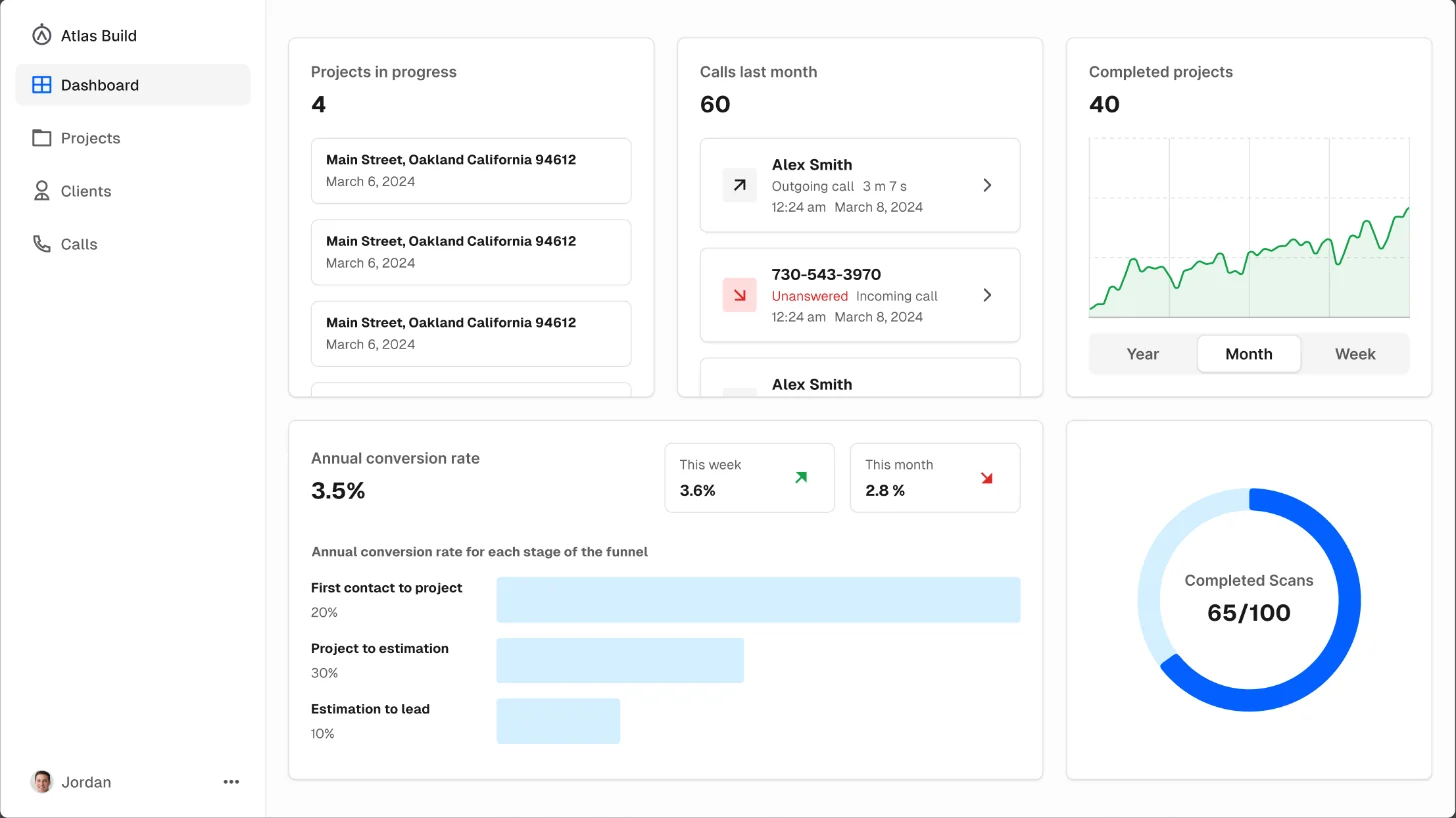 Atlas Build
Dashboard
Projects
Clients
Calls
Jordan
Projects in progress
4
Main Street, Oakland California 94612
March 6, 2024
Main Street, Oakland California 94612
March 6, 2024
Main Street, Oakland California 94612
March 6, 2024
Calls last month
60
Alex Smith
Outgoing call 3 m 7 s
12:24 am March 8, 2024
730-543-3970
Unanswered Incoming call
12:24 am March 8, 2024
Alex Smith
Completed projects
40
Year Month Week
Annual conversion rate
3.5%
This week
3.6%
This month
2.8 %
Annual conversion rate for each stage of the funnel
First contact to project
20%
Project to estimation
30%
Estimation to lead
10%
Completed Scans
65/100